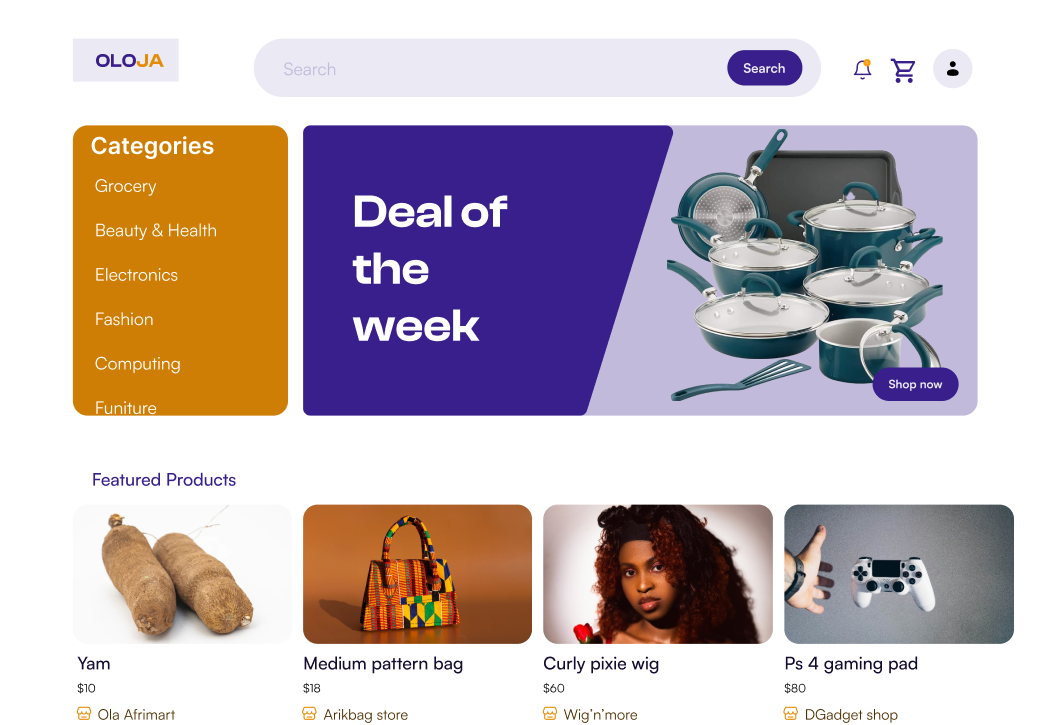 OLOJA
Search
Search
Categories
Grocery
Beauty & Health
Electronics
Fashion
Computing
Funiture
Deal of
the
week
Shop now
Featured Products
Yam
$10
Ola Afrimart
Medium pattern bag
$18
Arikbag store
Curly pixie wig
$60
Wig’n’more
Ps 4 gaming pad
$80
DGadget shop